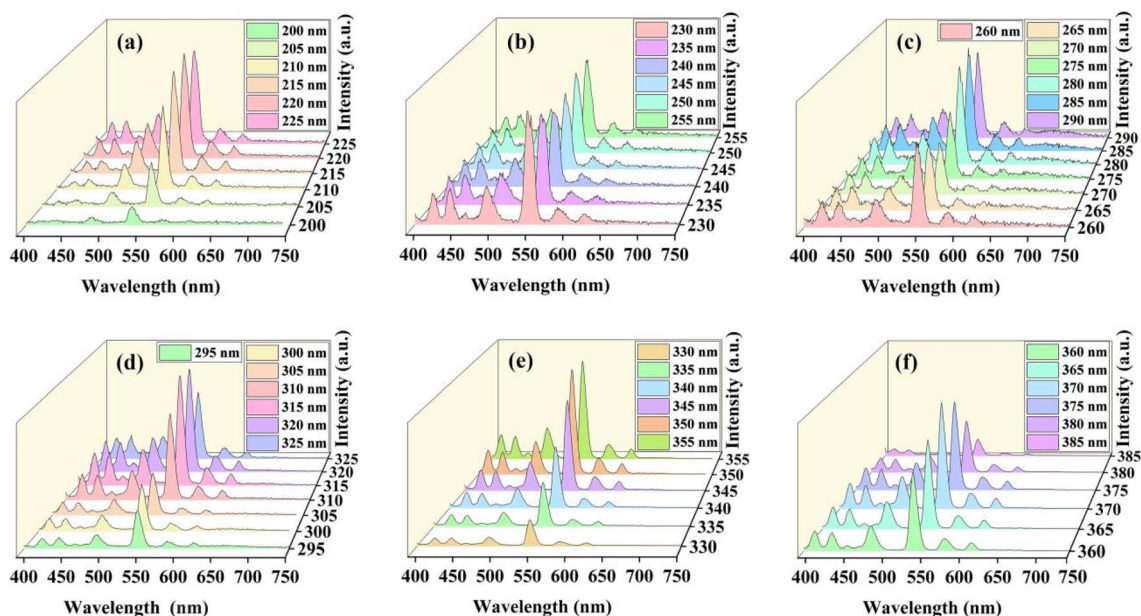 (a)
200 nm
205 nm
210 nm
215 nm
220 nm
225 nm
Intensity (a.u.)
225
220
215
210
205
200
400 450 500 550 600 650 700 750
Wavelength (nm)
(b)
230 nm
235 nm
240 nm
245 nm
250 nm
255 nm
Intensity (a.u.)
255
250
245
240
235
230
400 450 500 550 600 650 700 750
Wavelength (nm)
(c)
260 nm
265 nm
270 nm
275 nm
280 nm
285 nm
290 nm
Intensity (a.u.)
290
285
280
275
270
265
260
400 450 500 550 600 650 700 750
Wavelength (nm)
(d)
295 nm
300 nm
305 nm
310 nm
315 nm
320 nm
325 nm
Intensity (a.u.)
325
320
315
310
305
300
295
400 450 500 550 600 650 700 750
Wavelength (nm)
(e)
330 nm
335 nm
340 nm
345 nm
350 nm
355 nm
Intensity (a.u.)
355
350
345
340
335
330
400 450 500 550 600 650 700 750
Wavelength (nm)
(f)
360 nm
365 nm
370 nm
375 nm
380 nm
385 nm
Intensity (a.u.)
385
380
375
370
365
360
400 450 500 550 600 650 700 750
Wavelength (nm)